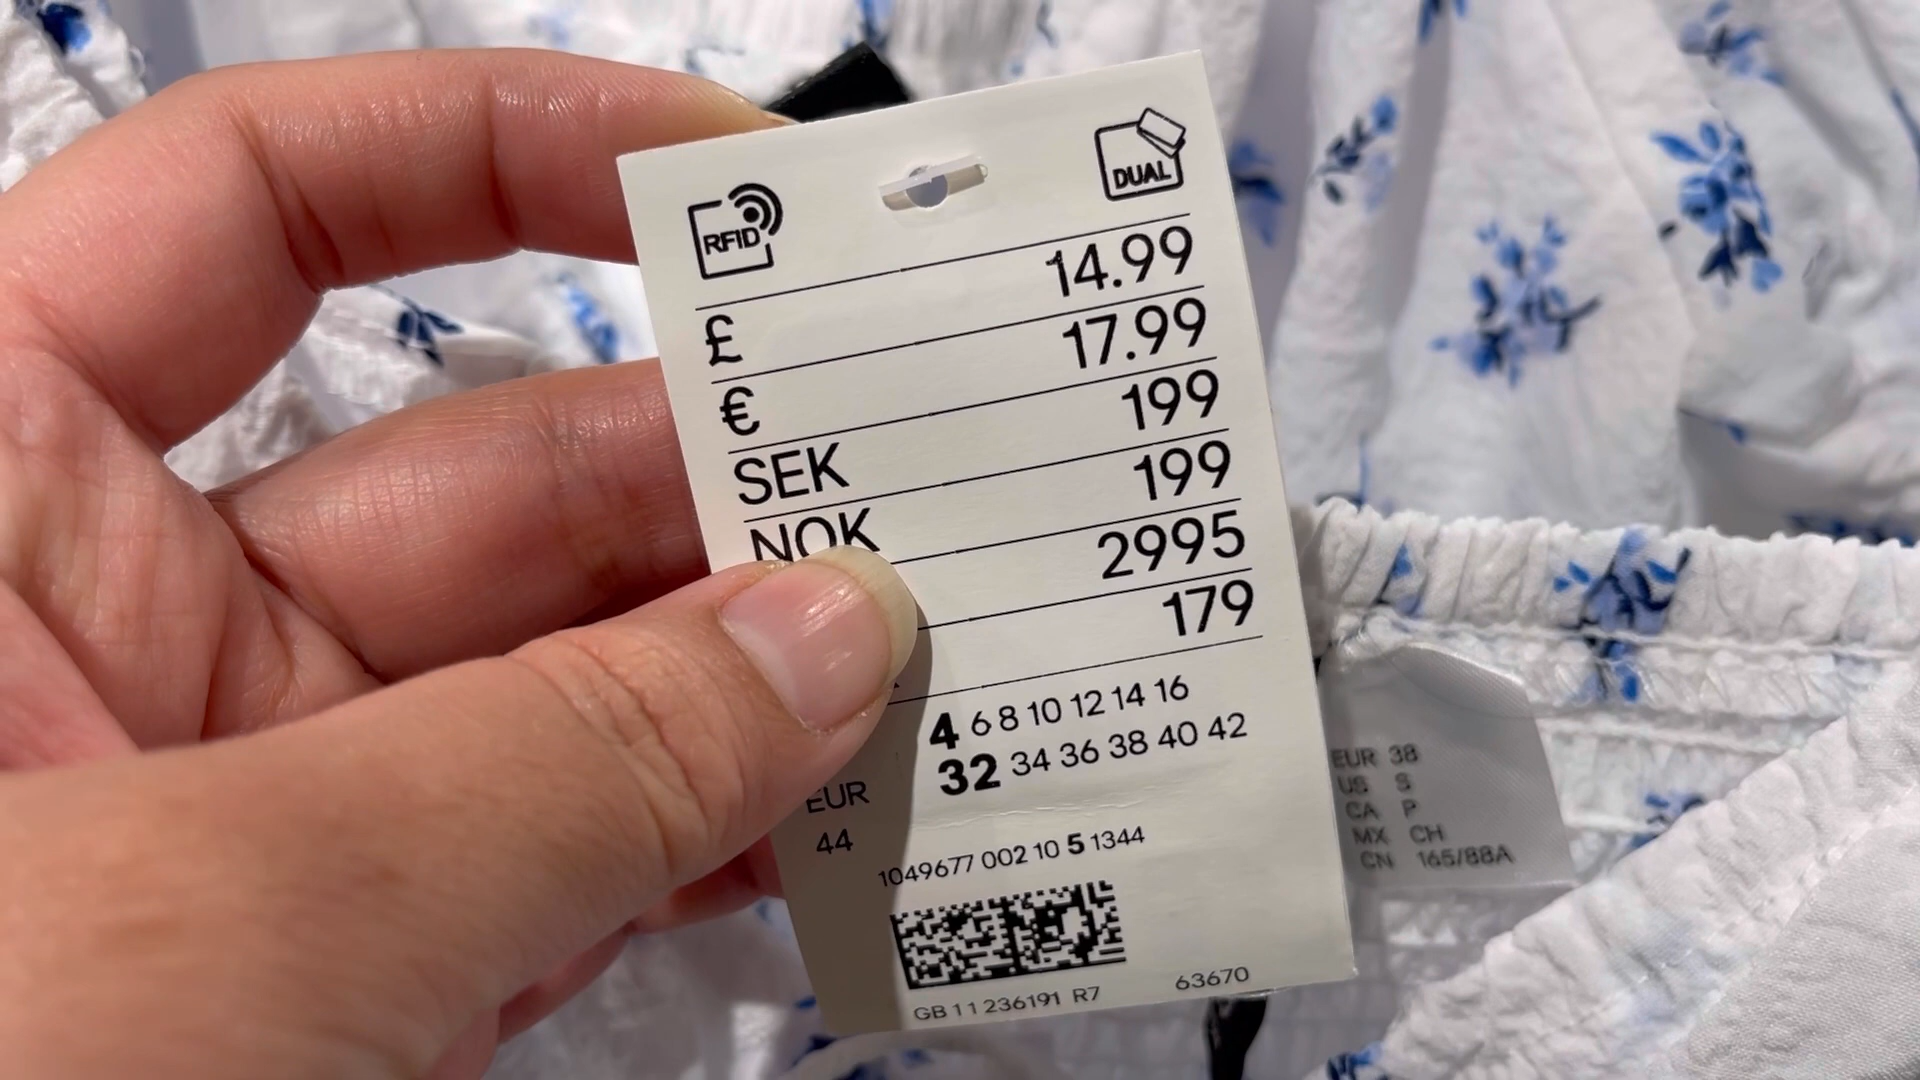 RFID
DUAL
£ 14.99
€ 17.99
SEK 199
NOK 199
2995
179
4 6 8 10 12 14 16
EUR 32 34 36 38 40 42
44
1049677 002 10 5 1344
GB 11 236191 R7
63670
EUR 38
US S
CA P
MX CH
CN 165/88A